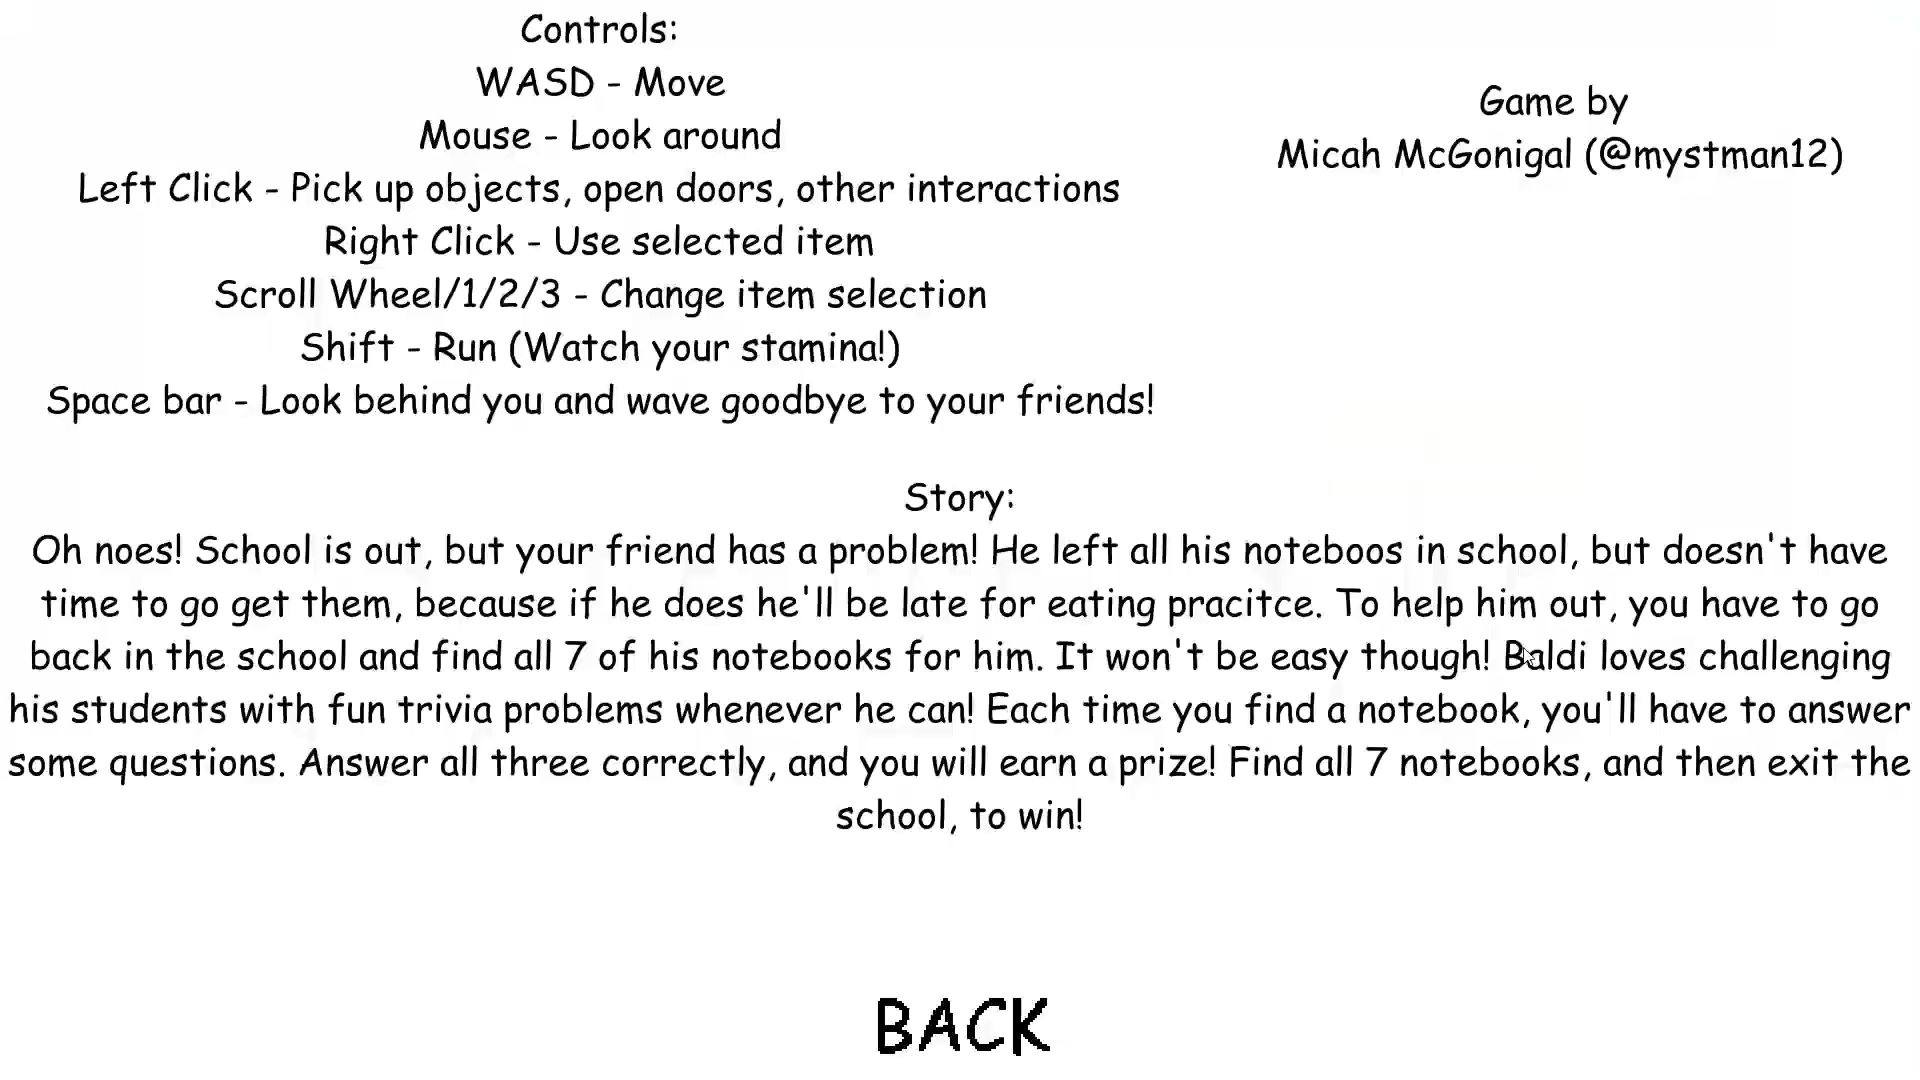 Controls:
WASD - Move
Mouse - Look around
Left Click - Pick up objects, open doors, other interactions
Right Click - Use selected item
Scroll Wheel/1/2/3 - Change item selection
Shift - Run (Watch your stamina!)
Space bar - Look behind you and wave goodbye to your friends!
Game by
Micah McGonigal (@mystman12)
Story:
Oh noes! School is out, but your friend has a problem! He left all his noteboos in school, but doesn't have
time to go get them, because if he does he'll be late for eating pracitce. To help him out, you have to go
back in the school and find all 7 of his notebooks for him. It won't be easy though! Baldi loves challenging
his students with fun trivia problems whenever he can! Each time you find a notebook, you'll have to answer
some questions. Answer all three correctly, and you will earn a prize! Find all 7 notebooks, and then exit the
school, to win!
BACK